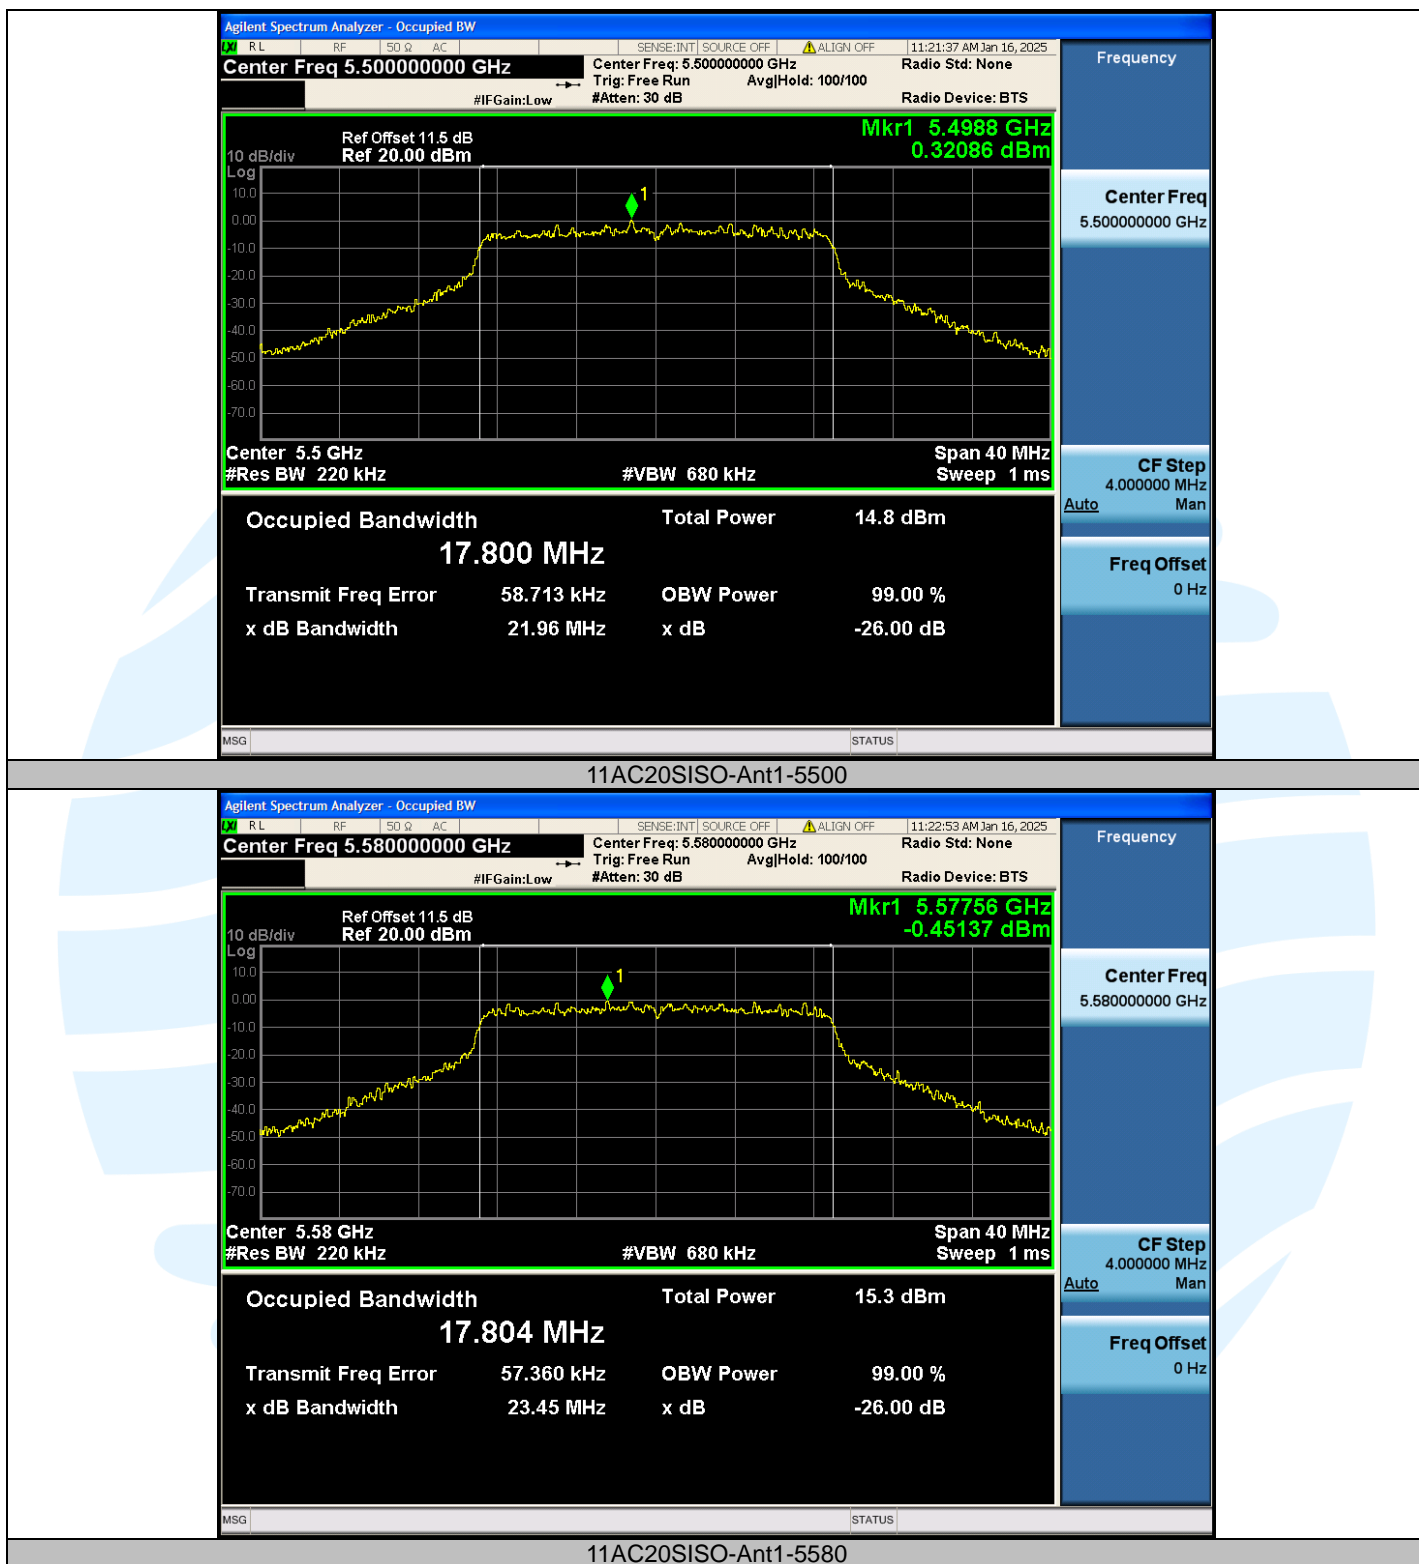 Agilent Spectrum Analyzer - Occupied BW
LXI RL RF 50 Ω AC SENSE:INT SOURCE OFF ALIGN OFF 11:21:37 AM Jan 16, 2025
Center Freq 5.500000000 GHz
Center Freq: 5.500000000 GHz
Radio Std: None
Trig: Free Run Avg|Hold: 100/100
#IFGain:Low #Atten: 30 dB Radio Device: BTS
Ref Offset 11.5 dB
Mkr1 5.4988 GHz
10 dB/div Ref 20.00 dBm 0.32086 dBm
Log
10.0
0.00
-10.0
-20.0
-30.0
-40.0
-50.0
-60.0
-70.0
1
Center 5.5 GHz Span 40 MHz
#Res BW 220 kHz #VBW 680 kHz Sweep 1 ms
Occupied Bandwidth Total Power 14.8 dBm
17.800 MHz
Transmit Freq Error 58.713 kHz OBW Power 99.00 %
x dB Bandwidth 21.96 MHz x dB -26.00 dB
MSG STATUS
Frequency
Center Freq
5.500000000 GHz
CF Step
4.000000 MHz
Auto Man
Freq Offset
0 Hz
11AC20SISO-Ant1-5500
Agilent Spectrum Analyzer - Occupied BW
LXI RL RF 50 Ω AC SENSE:INT SOURCE OFF ALIGN OFF 11:22:53 AM Jan 16, 2025
Center Freq 5.580000000 GHz
Center Freq: 5.580000000 GHz
Radio Std: None
Trig: Free Run Avg|Hold: 100/100
#IFGain:Low #Atten: 30 dB Radio Device: BTS
Ref Offset 11.5 dB
Mkr1 5.57756 GHz
10 dB/div Ref 20.00 dBm -0.45137 dBm
Log
10.0
0.00
-10.0
-20.0
-30.0
-40.0
-50.0
-60.0
-70.0
1
Center 5.58 GHz Span 40 MHz
#Res BW 220 kHz #VBW 680 kHz Sweep 1 ms
Occupied Bandwidth Total Power 15.3 dBm
17.804 MHz
Transmit Freq Error 57.360 kHz OBW Power 99.00 %
x dB Bandwidth 23.45 MHz x dB -26.00 dB
MSG STATUS
Frequency
Center Freq
5.580000000 GHz
CF Step
4.000000 MHz
Auto Man
Freq Offset
0 Hz
11AC20SISO-Ant1-5580